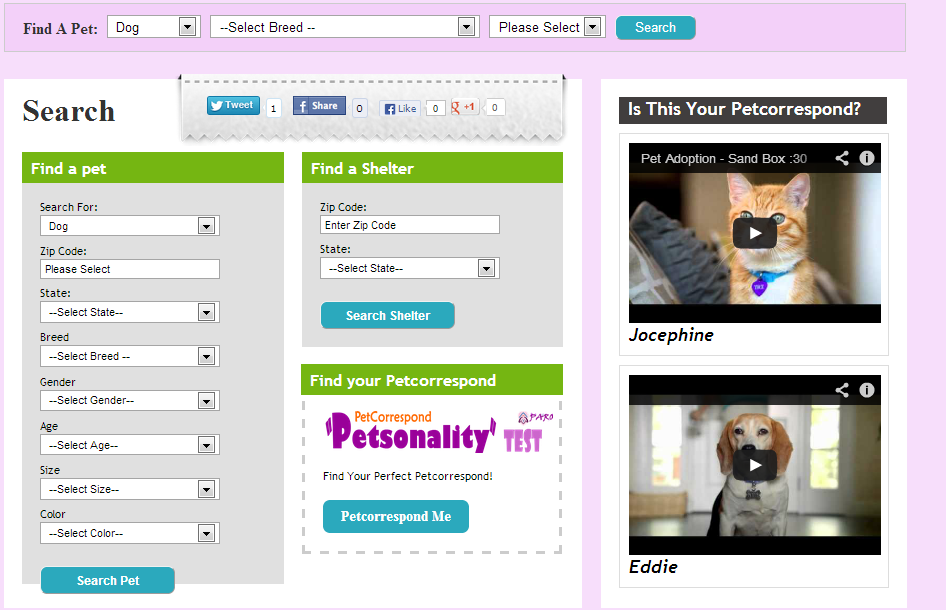 Find A Pet: Dog --Select Breed -- Please Select Search
Search
Tweet 1 Share 0 Like 0 +1 0
Find a pet
Search For:
Dog
Zip Code:
Please Select
State:
--Select State--
Breed
--Select Breed --
Gender
--Select Gender--
Age
--Select Age--
Size
--Select Size--
Color
--Select Color--
Search Pet
Find a Shelter
Zip Code:
Enter Zip Code
State:
--Select State--
Search Shelter
Find your Petcorrespond
PetCorrespond
"Petsonality"
PARO
TEST
Find Your Perfect Petcorrespond!
Petcorrespond Me
Is This Your Petcorrespond?
Pet Adoption - Sand Box :30
Jocephine
Eddie